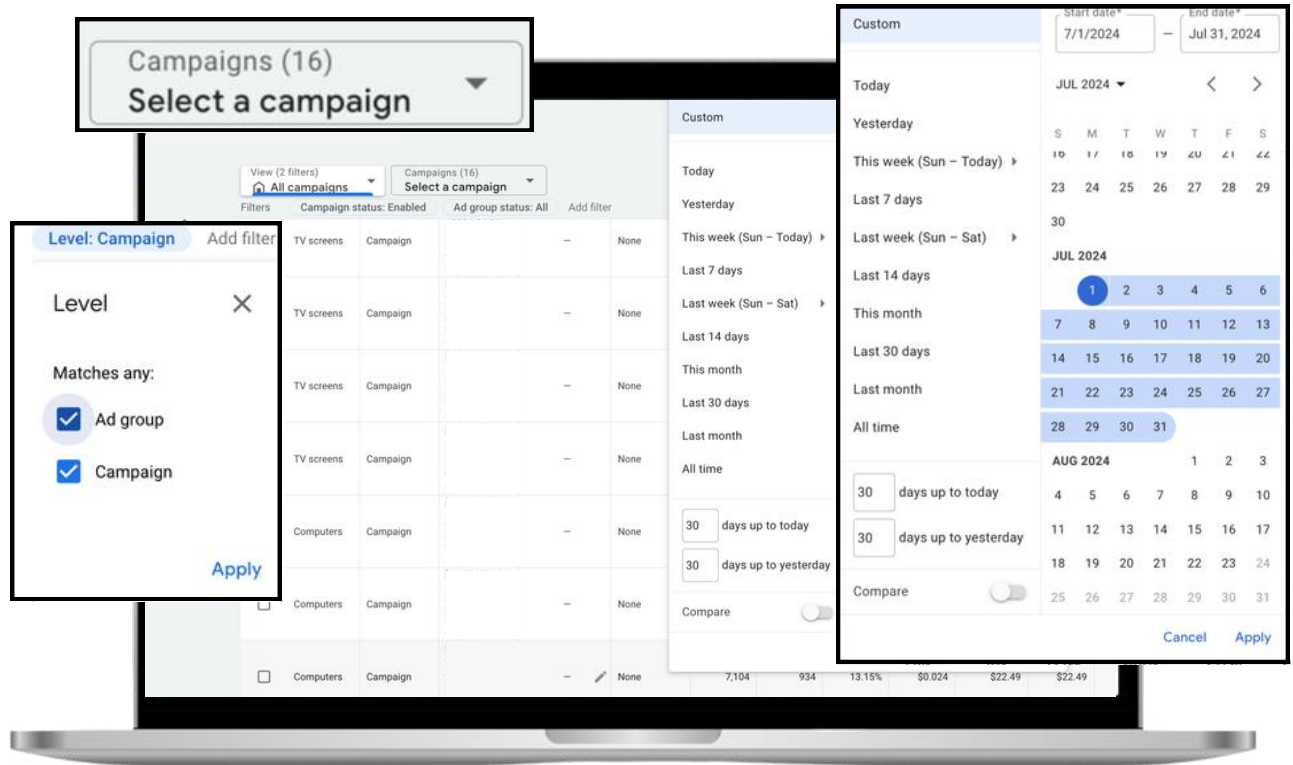 Campaigns (16)
Select a campaign
View (2 filters)
All campaigns
Campaigns (16)
Select a campaign
Filters Campaign status: Enabled Ad group status: All Add filter
TV screens Campaign – None
TV screens Campaign – None
TV screens Campaign – None
TV screens Campaign – None
Computers Campaign – None
Computers Campaign – None
Computers Campaign – None 7,104 934 13.15% $0.024 $22.49 $22.49
Level: Campaign Add filter
Level
Matches any:
Ad group
Campaign
Apply
Custom
Today
Yesterday
This week (Sun – Today)
Last 7 days
Last week (Sun – Sat)
Last 14 days
This month
Last 30 days
Last month
All time
30 days up to today
30 days up to yesterday
Compare
Custom
Today
Yesterday
This week (Sun – Today)
Last 7 days
Last week (Sun – Sat)
Last 14 days
This month
Last 30 days
Last month
All time
30 days up to today
30 days up to yesterday
Compare
Start date* End date*
7/1/2024 – Jul 31, 2024
JUL 2024
S M T W T F S
16 17 18 19 20 21 22
23 24 25 26 27 28 29
30
JUL 2024
1 2 3 4 5 6
7 8 9 10 11 12 13
14 15 16 17 18 19 20
21 22 23 24 25 26 27
28 29 30 31
AUG 2024 1 2 3
4 5 6 7 8 9 10
11 12 13 14 15 16 17
18 19 20 21 22 23 24
25 26 27 28 29 30 31
Cancel Apply